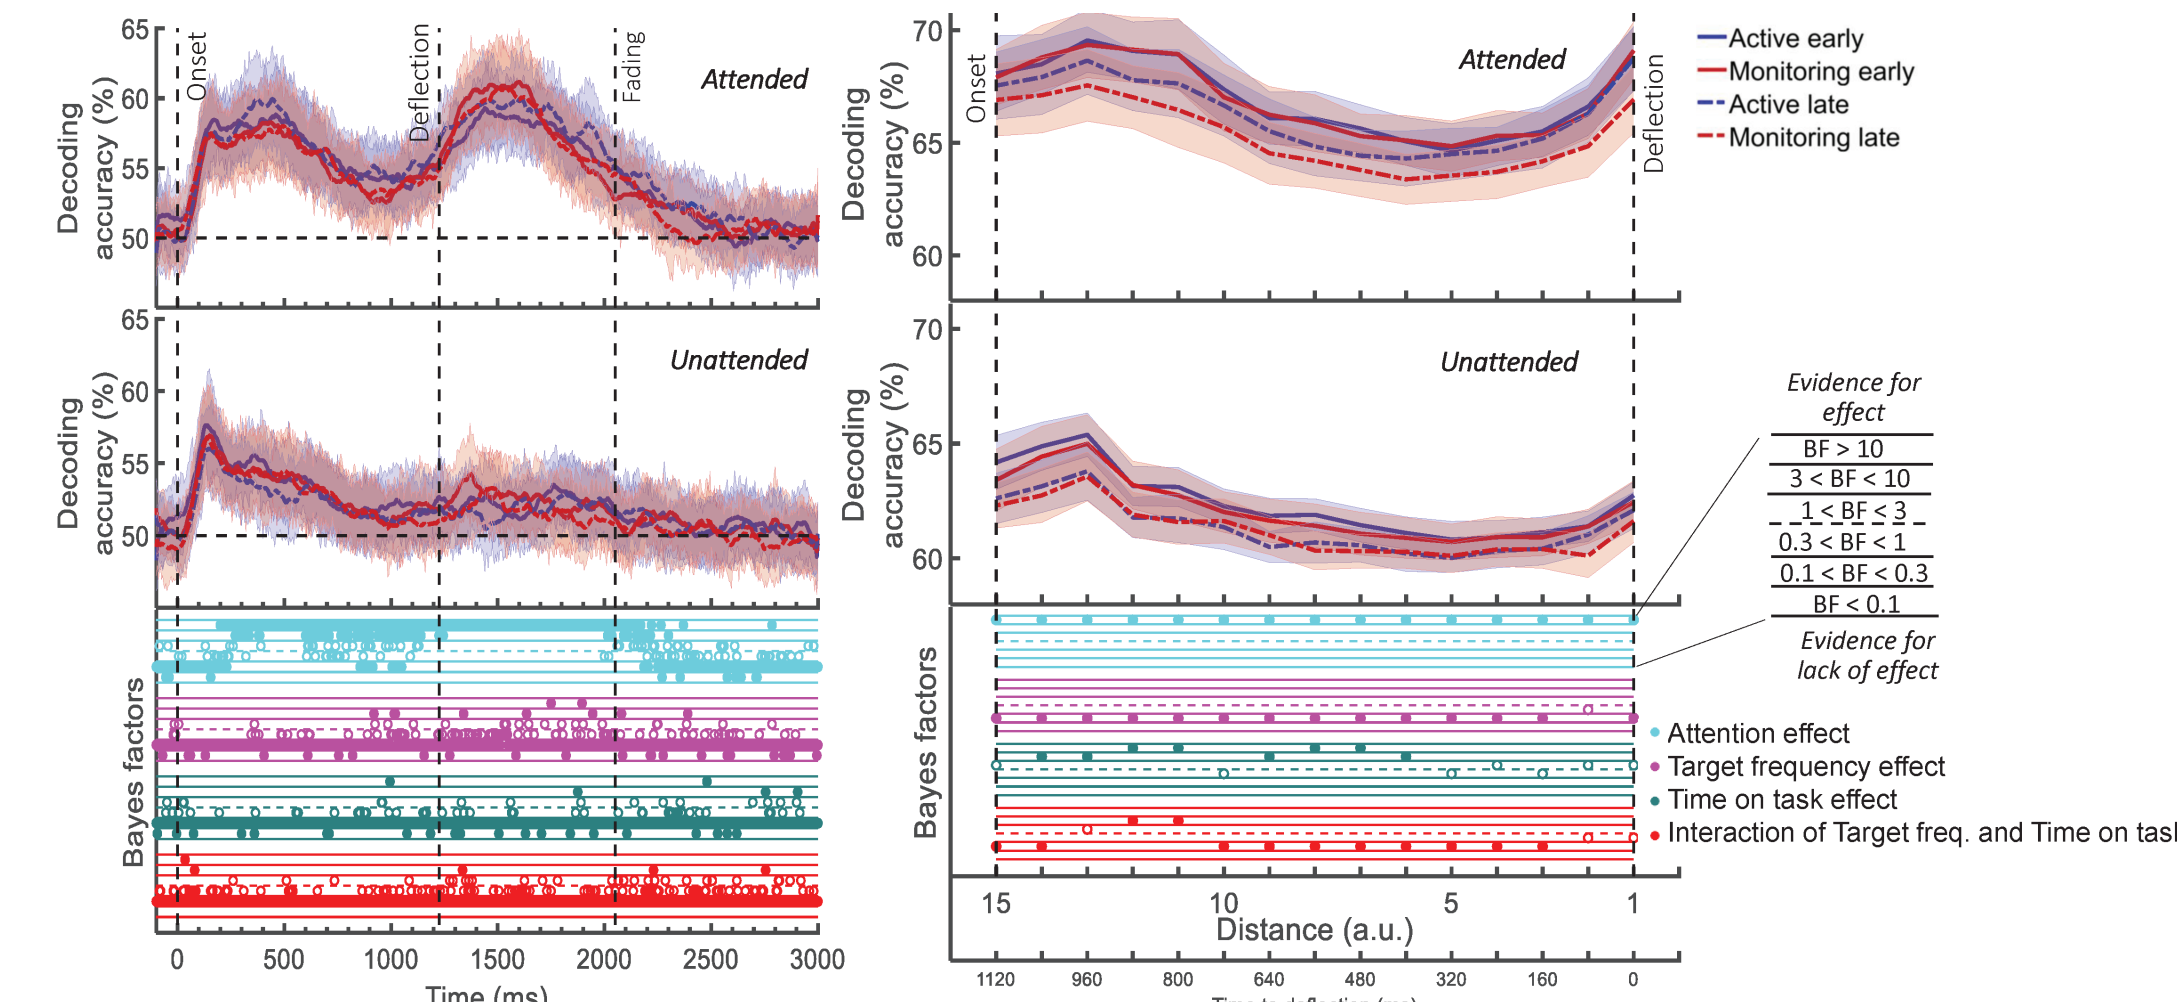 65
60
55
50
Decoding
accuracy (%)
Onset
Deflection
Fading
Attended
65
60
55
50
Decoding
accuracy (%)
Unattended
Bayes factors
0
500
1000
1500
2000
2500
3000
Time (ms)
70
65
60
Decoding
accuracy (%)
Onset
Attended
Deflection
Active early
Monitoring early
Active late
Monitoring late
70
65
60
Decoding
accuracy (%)
Unattended
Evidence for
effect
BF > 10
3 < BF < 10
1 < BF < 3
0.3 < BF < 1
0.1 < BF < 0.3
BF < 0.1
Evidence for
lack of effect
Bayes factors
Attention effect
Target frequency effect
Time on task effect
Interaction of Target freq. and Time on task
15
10
5
1
Distance (a.u.)
1120
960
800
640
480
320
160
0
Time to deflection (ms)